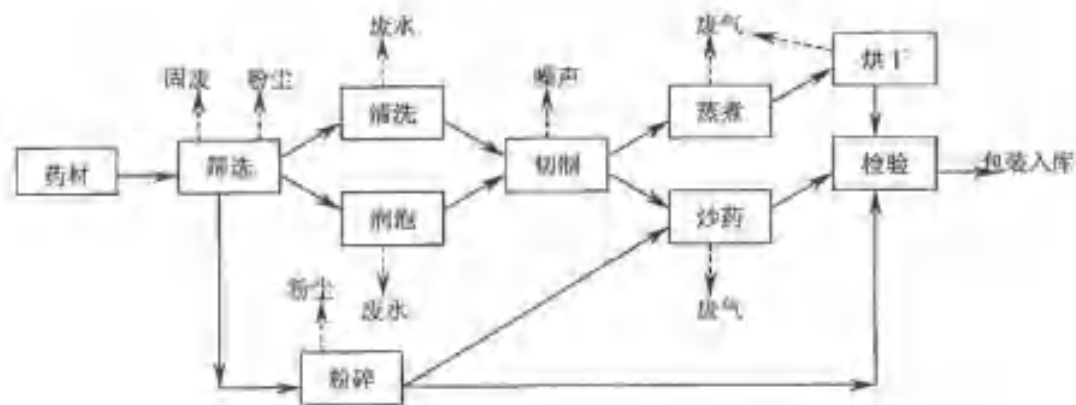 废水
废气
烘干
固废
粉尘
噪声
清洗
蒸煮
药材
筛选
切制
检验
包装入库
润泡
炒药
粉尘
废水
废气
粉碎